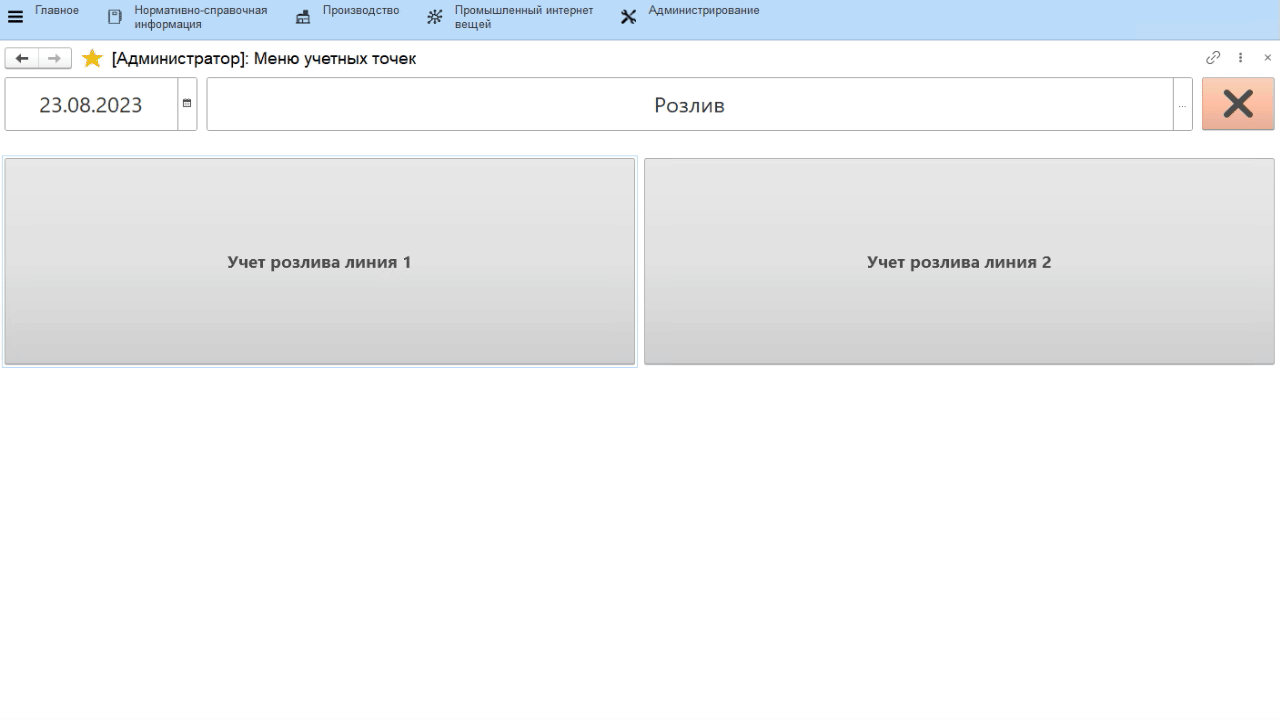 Главное
Нормативно-справочная
информация
Производство
Промышленный интернет
вещей
Администрирование
[Администратор]: Меню учетных точек
23.08.2023
Розлив
...
Учет розлива линия 1
Учет розлива линия 2